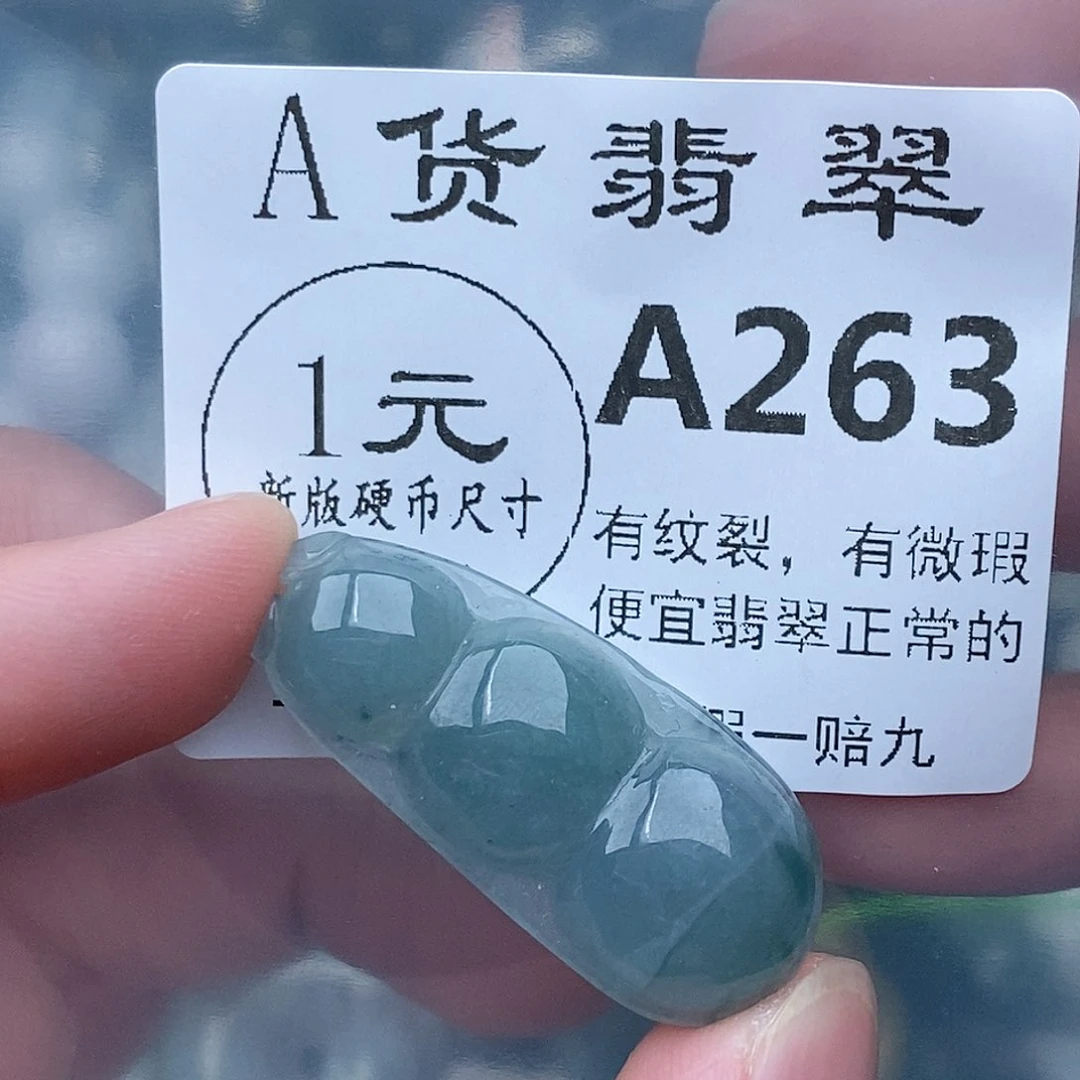 A货翡翠
1元
新版硬币尺寸
A263
有纹裂，有微瑕
便宜翡翠正常的
一赔九